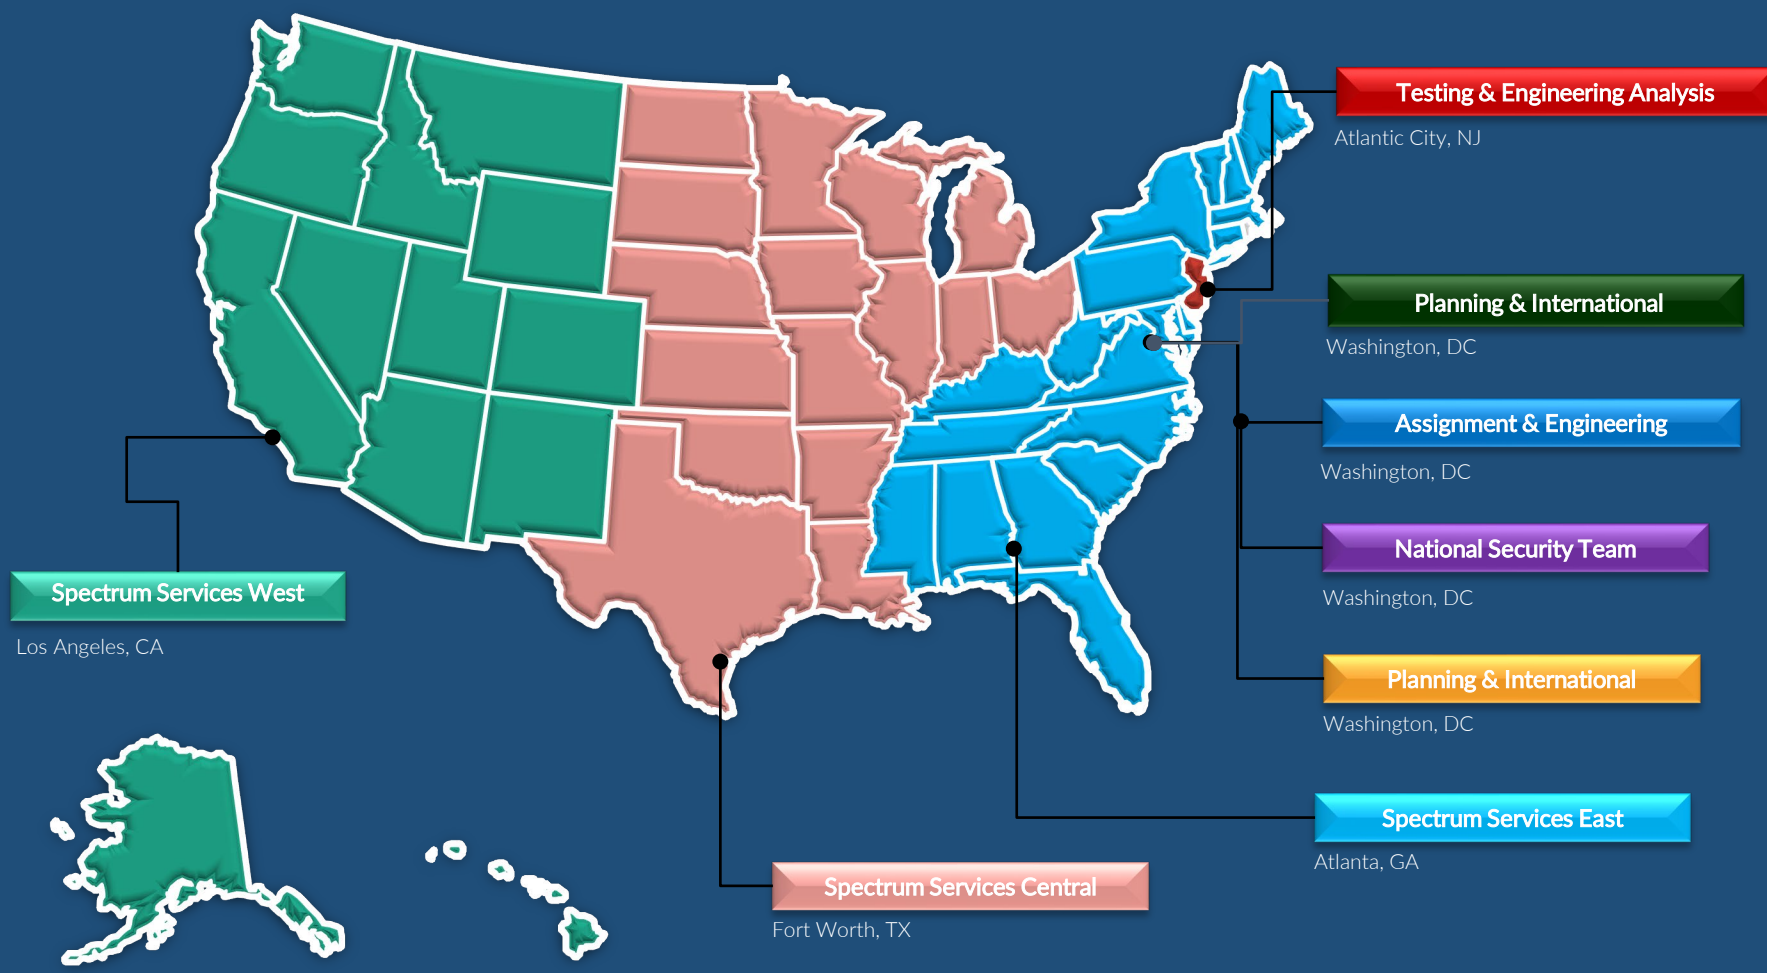 Testing & Engineering Analysis
Atlantic City, NJ
Planning & International
Washington, DC
Assignment & Engineering
Washington, DC
National Security Team
Washington, DC
Spectrum Services West
Los Angeles, CA
Planning & International
Washington, DC
Spectrum Services East
Atlanta, GA
Spectrum Services Central
Fort Worth, TX